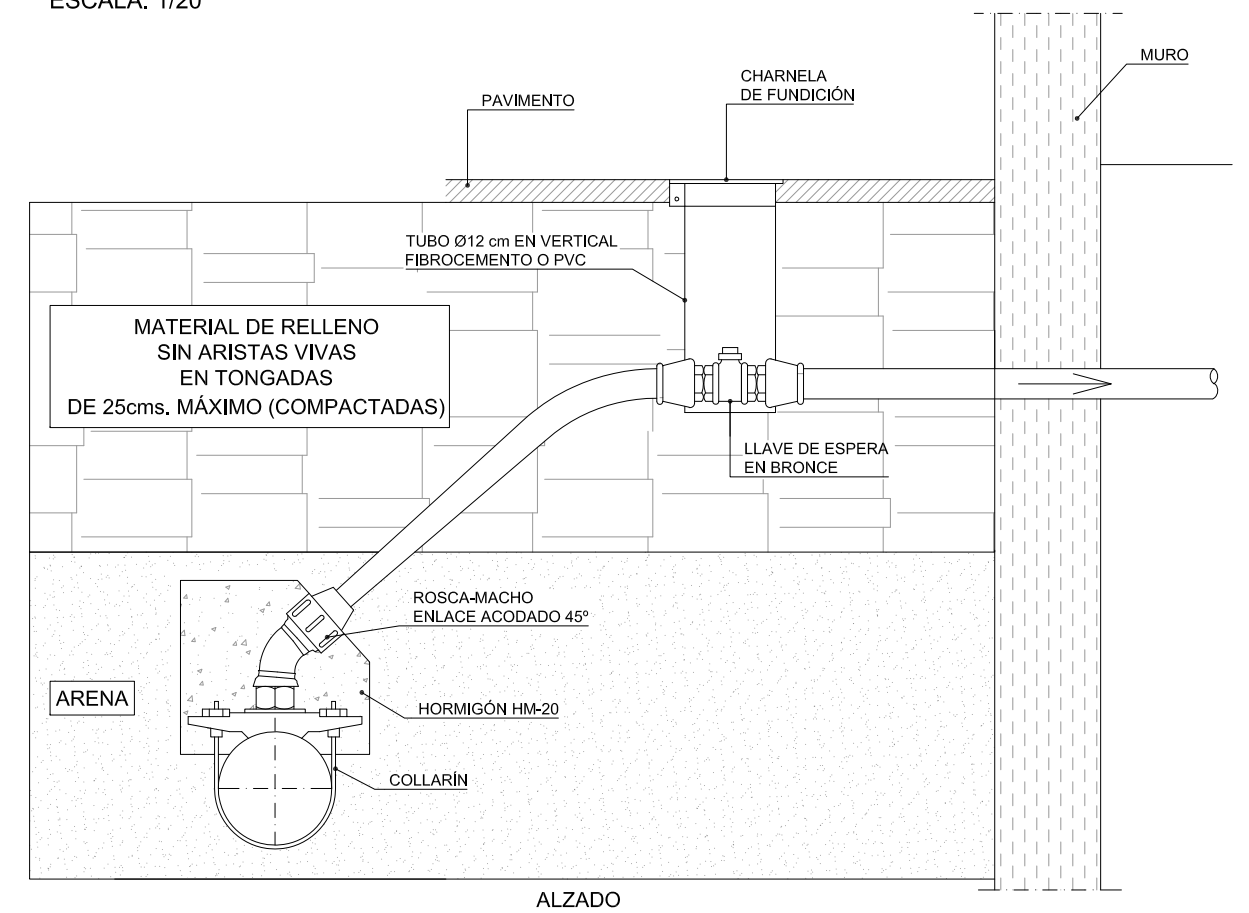 ESCALA: 1/20
MURO
CHARNELA
DE FUNDICIÓN
PAVIMENTO
TUBO Ø12 cm EN VERTICAL
FIBROCEMENTO O PVC
MATERIAL DE RELLENO
SIN ARISTAS VIVAS
EN TONGADAS
DE 25cms. MÁXIMO (COMPACTADAS)
LLAVE DE ESPERA
EN BRONCE
ROSCA-MACHO
ENLACE ACODADO 45º
ARENA
HORMIGÓN HM-20
COLLARÍN
ALZADO